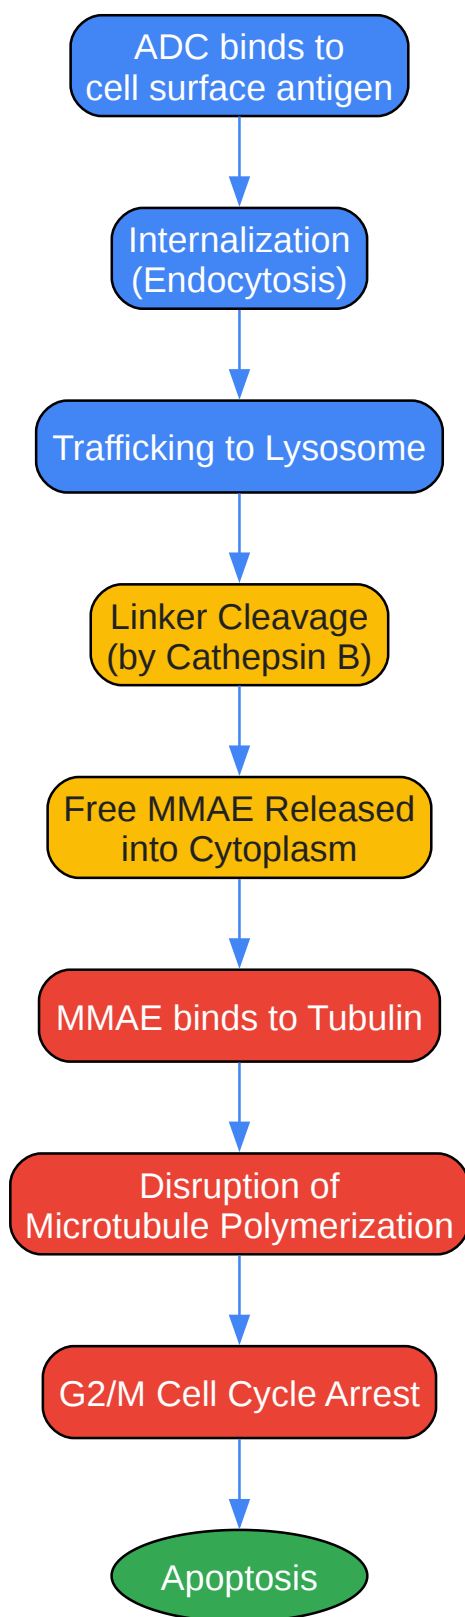 ADC binds to
cell surface antigen
Internalization
(Endocytosis)
Trafficking to Lysosome
Linker Cleavage
(by Cathepsin B)
Free MMAE Released
into Cytoplasm
MMAE binds to Tubulin
Disruption of
Microtubule Polymerization
G2/M Cell Cycle Arrest
Apoptosis